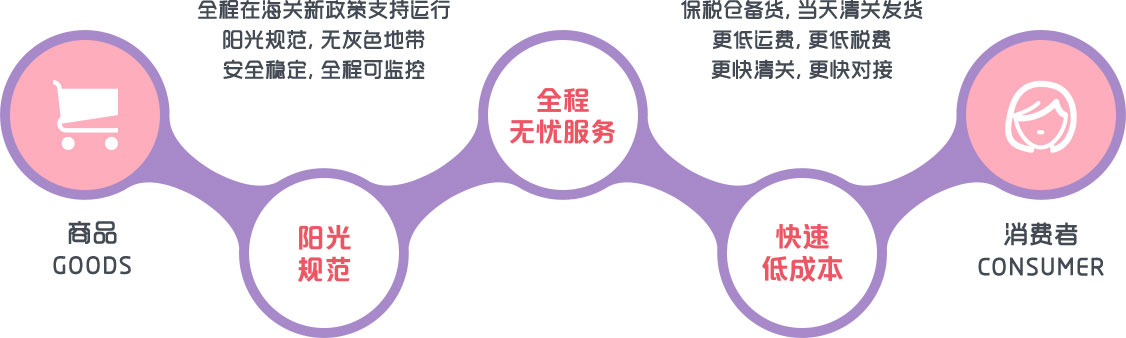 全程在海关新政策支持运行
阳光规范, 无灰色地带
安全稳定, 全程可监控
保税仓备货, 当天清关发货
更低运费, 更低税费
更快清关, 更快对接
商品
GOODS
阳光
规范
全程
无忧服务
快速
低成本
消费者
CONSUMER